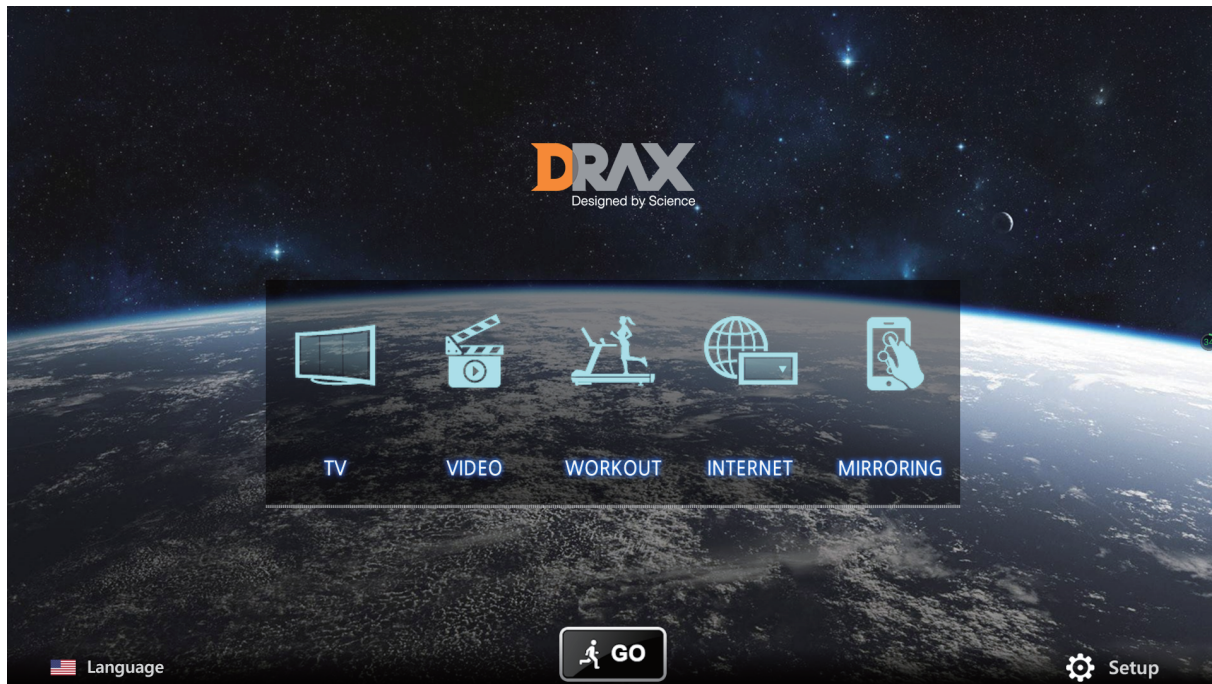 DRAX
Designed by Science
TV VIDEO WORKOUT INTERNET MIRRORING
GO
Language
Setup